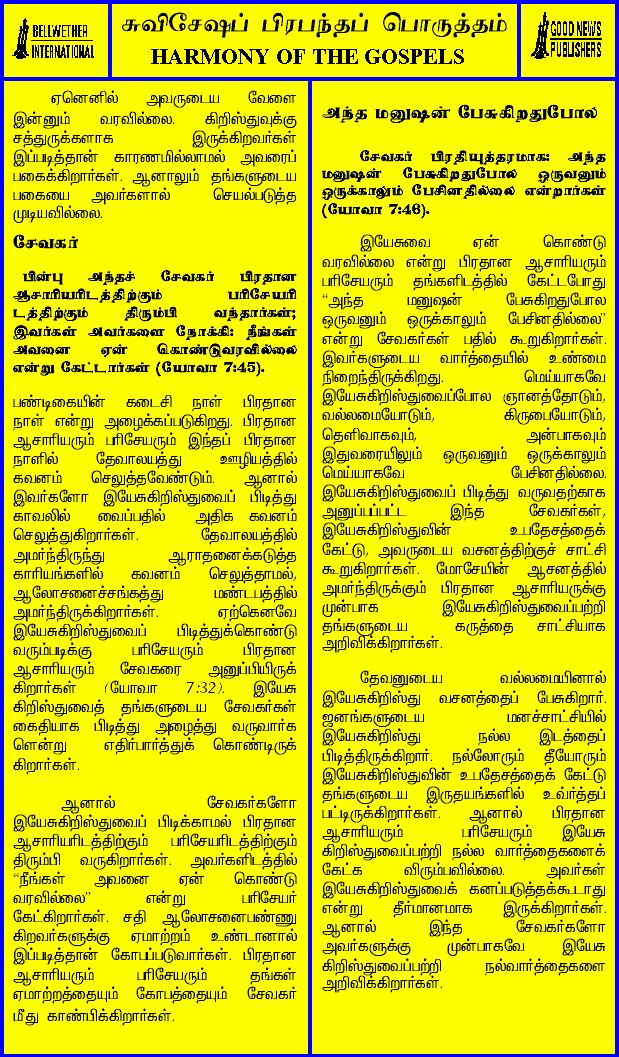 BELLWETHER
INTERNATIONAL
சுவிசேஷப் பிரபந்தப் பொருத்தம்
HARMONY OF THE GOSPELS
GOOD NEWS
PUBLISHERS
ஏனெனில் அவருடைய வேளை
இன்னும் வரவில்லை. கிறிஸ்துவுக்கு
சத்துருக்களாக இருக்கிறவர்கள்
இப்படித்தான் காரணமில்லாமல் அவரைப்
பகைக்கிறார்கள். ஆனாலும் தங்களுடைய
பகையை அவர்களால் செயல்படுத்த
முடியவில்லை.
சேவகர்
பின்பு அந்தச் சேவகர் பிரதான
ஆசாரியரிடத்திற்கும் பரிசேயரி
டத்திற்கும் திரும்பி வந்தார்கள்;
இவர்கள் அவர்களை நோக்கி: நீங்கள்
அவனை ஏன் கொண்டுவரவில்லை
என்று கேட்டார்கள் (யோவா 7:45).
பண்டிகையின் கடைசி நாள் பிரதான
நாள் என்று அழைக்கப்படுகிறது. பிரதான
ஆசாரியரும் பரிசேயரும் இந்தப் பிரதான
நாளில் தேவாலயத்து ஊழியத்தில்
கவனம் செலுத்தவேண்டும். ஆனால்
இவர்களோ இயேசுகிறிஸ்துவைப் பிடித்து
காவலில் வைப்பதில் அதிக கவனம்
செலுத்துகிறார்கள். தேவாலயத்தில்
அமர்ந்திருந்து ஆராதனைக்கடுத்த
காரியங்களில் கவனம் செலுத்தாமல்,
ஆலோசனைச்சங்கத்து மண்டபத்தில்
அமர்ந்திருக்கிறார்கள். ஏற்கெனவே
இயேசுகிறிஸ்துவைப் பிடித்துக்கொண்டு
வரும்படிக்கு பரிசேயரும் பிரதான
ஆசாரியரும் சேவகரை அனுப்பியிருக்
கிறார்கள் (யோவா 7:32). இயேசு
கிறிஸ்துவைத் தங்களுடைய சேவகர்கள்
கைதியாக பிடித்து அழைத்து வருவார்க
ளென்று எதிர்பார்த்துக் கொண்டிருக்
கிறார்கள்.
ஆனால் சேவகர்களோ
இயேசுகிறிஸ்துவைப் பிடிக்காமல் பிரதான
ஆசாரியரிடத்திற்கும் பரிசேயரிடத்திற்கும்
திரும்பி வருகிறார்கள். அவர்களிடத்தில்
“நீங்கள் அவனை ஏன் கொண்டு
வரவில்லை” என்று பரிசேயர்
கேட்கிறார்கள். சதி ஆலோசனைபண்ணு
கிறவர்களுக்கு ஏமாற்றம் உண்டானால்
இப்படித்தான் கோபப்படுவார்கள். பிரதான
ஆசாரியரும் பரிசேயரும் தங்கள்
ஏமாற்றத்தையும் கோபத்தையும் சேவகர்
மீது காண்பிக்கிறார்கள்.
அந்த மனுஷன் பேசுகிறதுபோல
சேவகர் பிரதியுத்தரமாக: அந்த
மனுஷன் பேசுகிறதுபோல ஒருவனும்
ஒருக்காலும் பேசினதில்லை என்றார்கள்
(யோவா 7:46).
இயேசுவை ஏன் கொண்டு
வரவில்லை என்று பிரதான ஆசாரியரும்
பரிசேயரும் தங்களிடத்தில் கேட்டபோது
“அந்த மனுஷன் பேசுகிறதுபோல
ஒருவனும் ஒருக்காலும் பேசினதில்லை”
என்று சேவகர்கள் பதில் கூறுகிறார்கள்.
இவர்களுடைய வார்த்தையில் உண்மை
நிறைந்திருக்கிறது. மெய்யாகவே
இயேசுகிறிஸ்துவைப்போல ஞானத்தோடும்,
வல்லமையோடும், கிருபையோடும்,
தெளிவாகவும், அன்பாகவும்
இதுவரையிலும் ஒருவனும் ஒருக்காலும்
மெய்யாகவே பேசினதில்லை.
இயேசுகிறிஸ்துவைப் பிடித்து வருவதற்காக
அனுப்பப்பட்ட இந்த சேவகர்கள்,
இயேசுகிறிஸ்துவின் உபதேசத்தைக்
கேட்டு, அவருடைய வசனத்திற்குச் சாட்சி
கூறுகிறார்கள். மோசேயின் ஆசனத்தில்
அமர்ந்திருக்கும் பிரதான ஆசாரியருக்கு
முன்பாக இயேசுகிறிஸ்துவைப்பற்றி
தங்களுடைய கருத்தை சாட்சியாக
அறிவிக்கிறார்கள்.
தேவனுடைய வல்லமையினால்
இயேசுகிறிஸ்து வசனத்தைப் பேசுகிறார்.
ஜனங்களுடைய மனச்சாட்சியில்
இயேசுகிறிஸ்து நல்ல இடத்தைப்
பிடித்திருக்கிறார். நல்லோரும் தீயோரும்
இயேசுகிறிஸ்துவின் உபதேசத்தைக் கேட்டு
தங்களுடைய இருதயங்களில் உவ்ர்த்தப்
பட்டிருக்கிறார்கள். ஆனால் பிரதான
ஆசாரியரும் பரிசேயரும் இயேசு
கிறிஸ்துவைப்பற்றி நல்ல வார்த்தைகளைக்
கேட்க விரும்பவில்லை. அவர்கள்
இயேசுகிறிஸ்துவைக் கனப்படுத்தக்கூடாது
என்று தீர்மானமாக இருக்கிறார்கள்.
ஆனால் இந்த சேவகர்களோ
அவர்களுக்கு முன்பாகவே இயேசு
கிறிஸ்துவைப்பற்றி நல்வார்த்தைகளை
அறிவிக்கிறார்கள்.